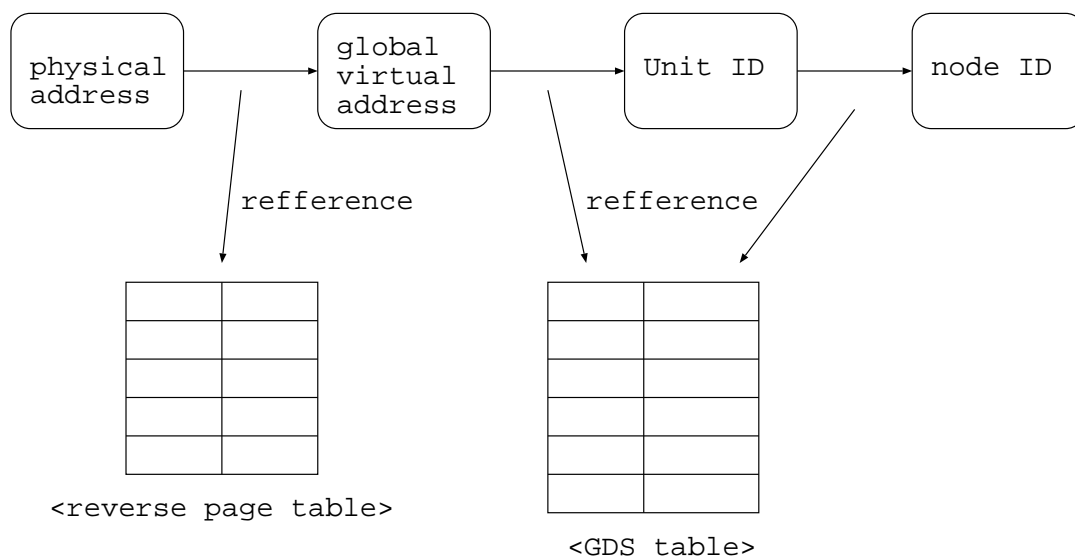 physical
address
global
virtual
address
Unit ID
node ID
refference
refference
<reverse page table>
<GDS table>